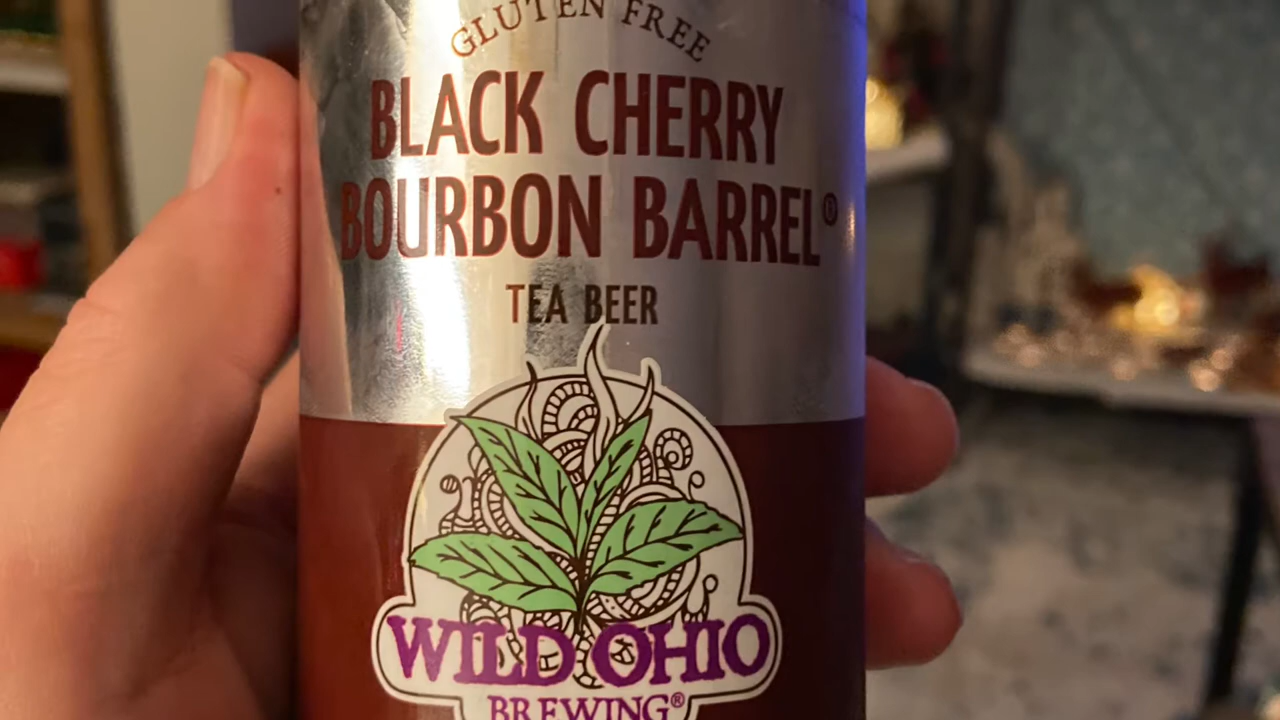 GLUTEN FREE
BLACK CHERRY
BOURBON BARREL®
TEA BEER
WILD OHIO
BREWING®